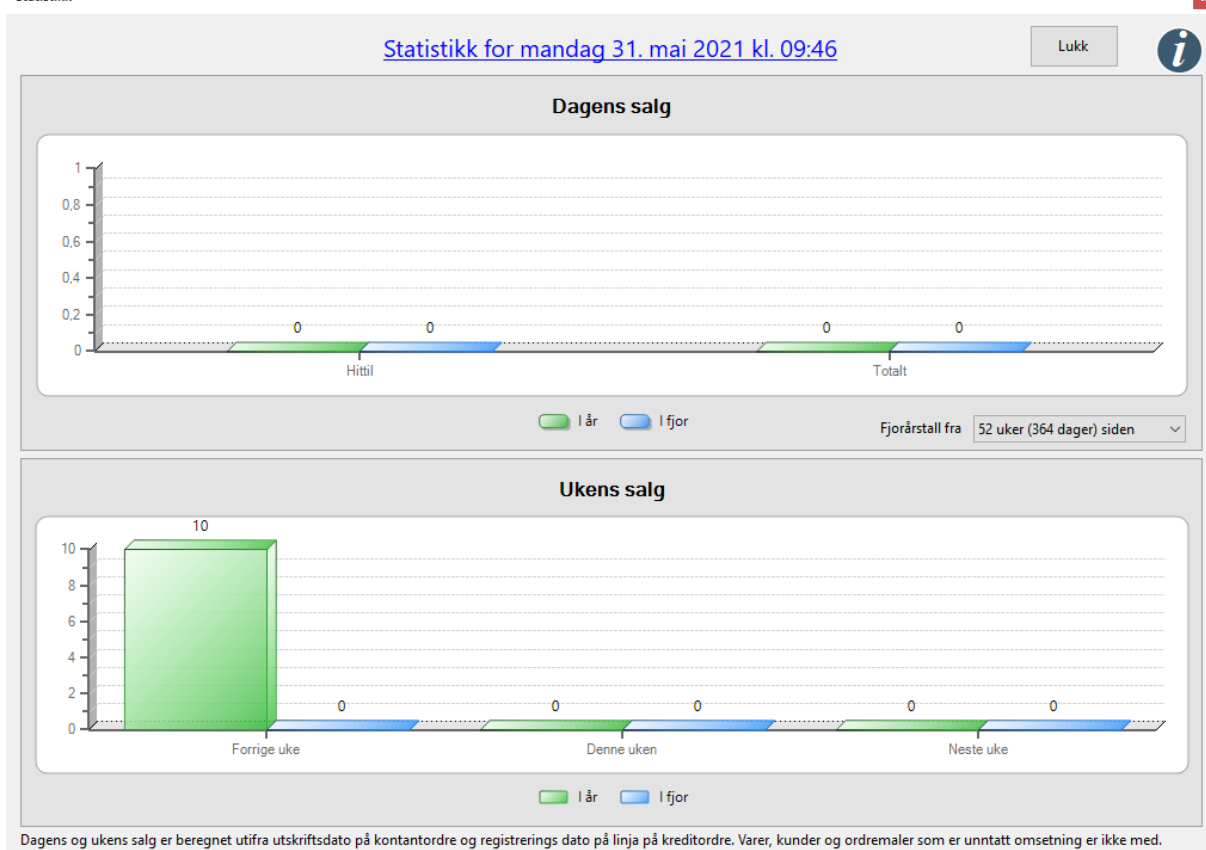 Statistikk for mandag 31. mai 2021 kl. 09:46
Lukk
i
Dagens salg
1
0,8
0,6
0,4
0,2
0
0 0 0 0
Hittil Totalt
I år I fjor
Fjorårstall fra 52 uker (364 dager) siden
Ukens salg
10
10
8
6
4
2
0
0 0 0 0 0
Forrige uke Denne uken Neste uke
I år I fjor
Dagens og ukens salg er beregnet utifra utskriftsdato på kontantordre og registrerings dato på linja på kreditordre. Varer, kunder og ordremaler som er unntatt omsetning er ikke med.